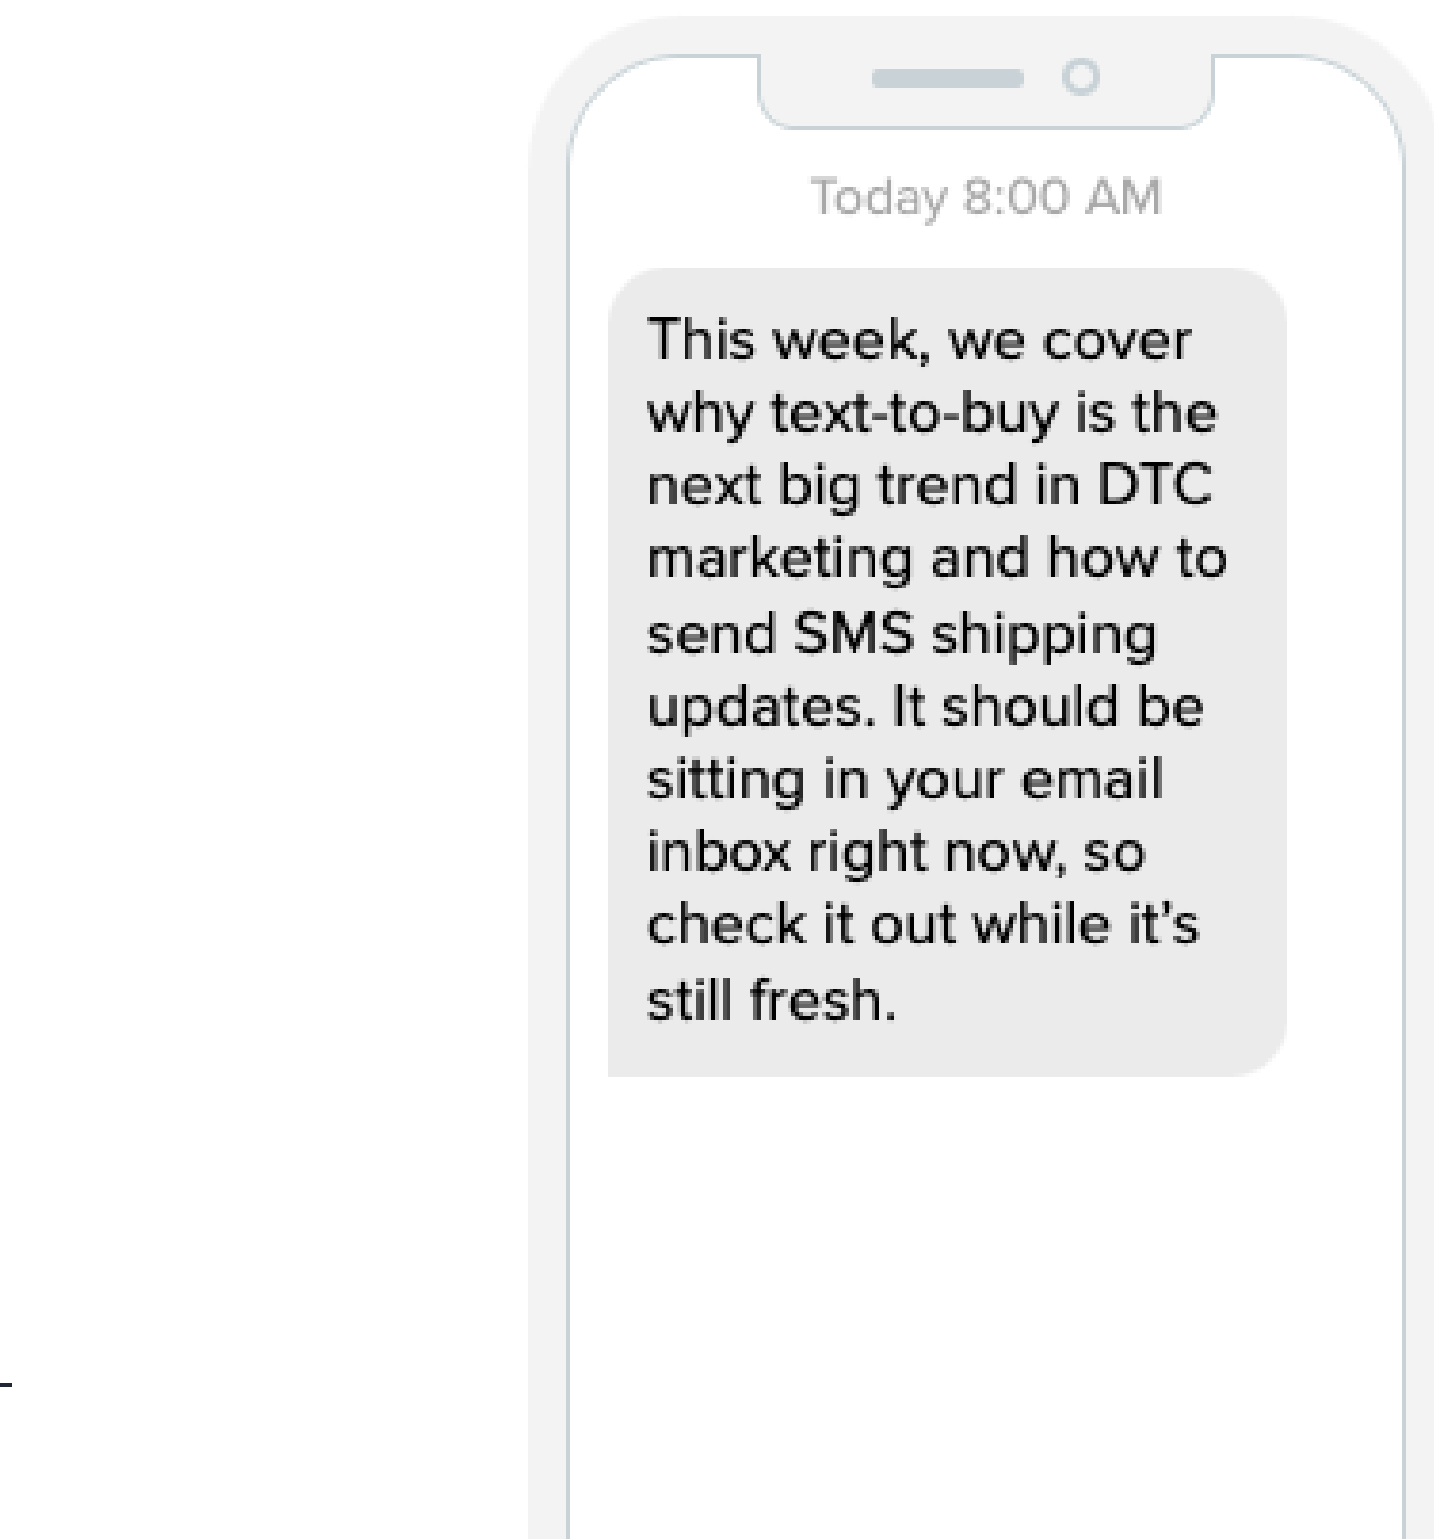 Today 8:00 AM
This week, we cover
why text-to-buy is the
next big trend in DTC
marketing and how to
send SMS shipping
updates. It should be
sitting in your email
inbox right now, so
check it out while it's
still fresh.